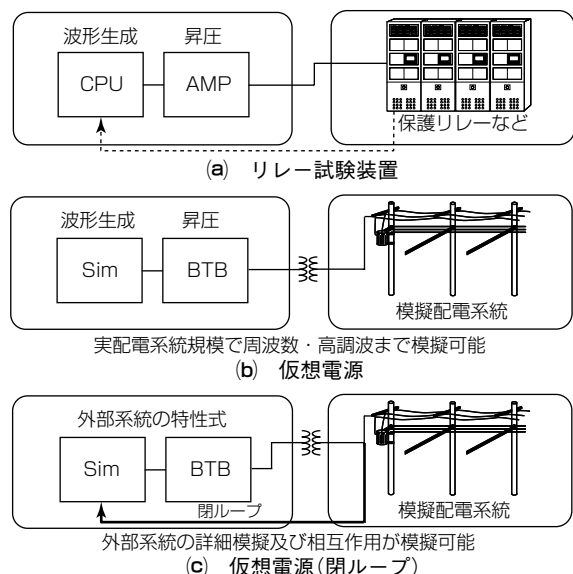 波形生成 昇圧
CPU AMP
保護リレーなど
(a) リレー試験装置
波形生成 昇圧
Sim BTB
模擬配電系統
実配電系統規模で周波数・高調波まで模擬可能
(b) 仮想電源
外部系統の特性式
Sim BTB
閉ループ
模擬配電系統
外部系統の詳細模擬及び相互作用が模擬可能
(c) 仮想電源(閉ループ)